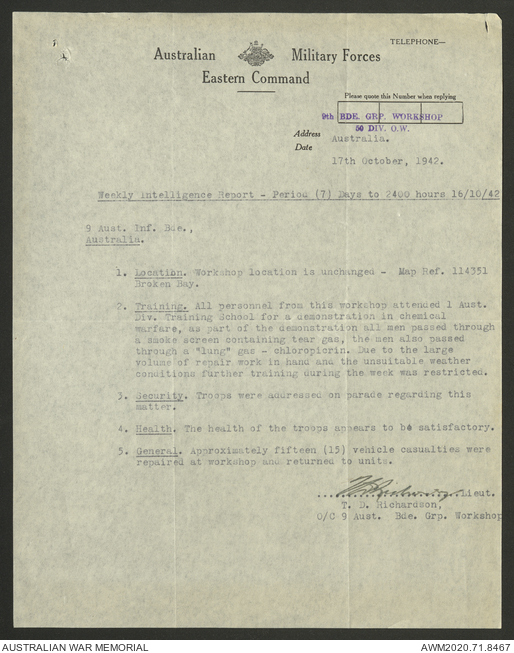 TELEPHONE—
Australian Military Forces
Eastern Command
Please quote this Number when replying
9th BDE. GRP. WORKSHOP
50 DIV. O.W.
Address
Australia.
Date
17th October, 1942.
Weekly Intelligence Report - Period (7) Days to 2400 hours 16/10/42
9 Aust. Inf. Bde.,
Australia.
1. Location. Workshop location is unchanged - Map Ref. 114351
Broken Bay.
2. Training. All personnel from this workshop attended 1 Aust.
Div. Training School for a demonstration in chemical
warfare, as part of the demonstration all men passed through
a smoke screen containing tear gas, the men also passed
through a "lung" gas - chloropicrin. Due to the large
volume of repair work in hand and the unsuitable weather
conditions further training during the week was restricted.
3. Security. Troops were addressed on parade regarding this
matter.
4. Health. The health of the troops appears to be satisfactory.
5. General. Approximately fifteen (15) vehicle casualties were
repaired at workshop and returned to units.
Lieut.
T. D. Richardson,
O/C 9 Aust. Bde. Grp. Workshop
AUSTRALIAN WAR MEMORIAL
AWM2020.71.8467